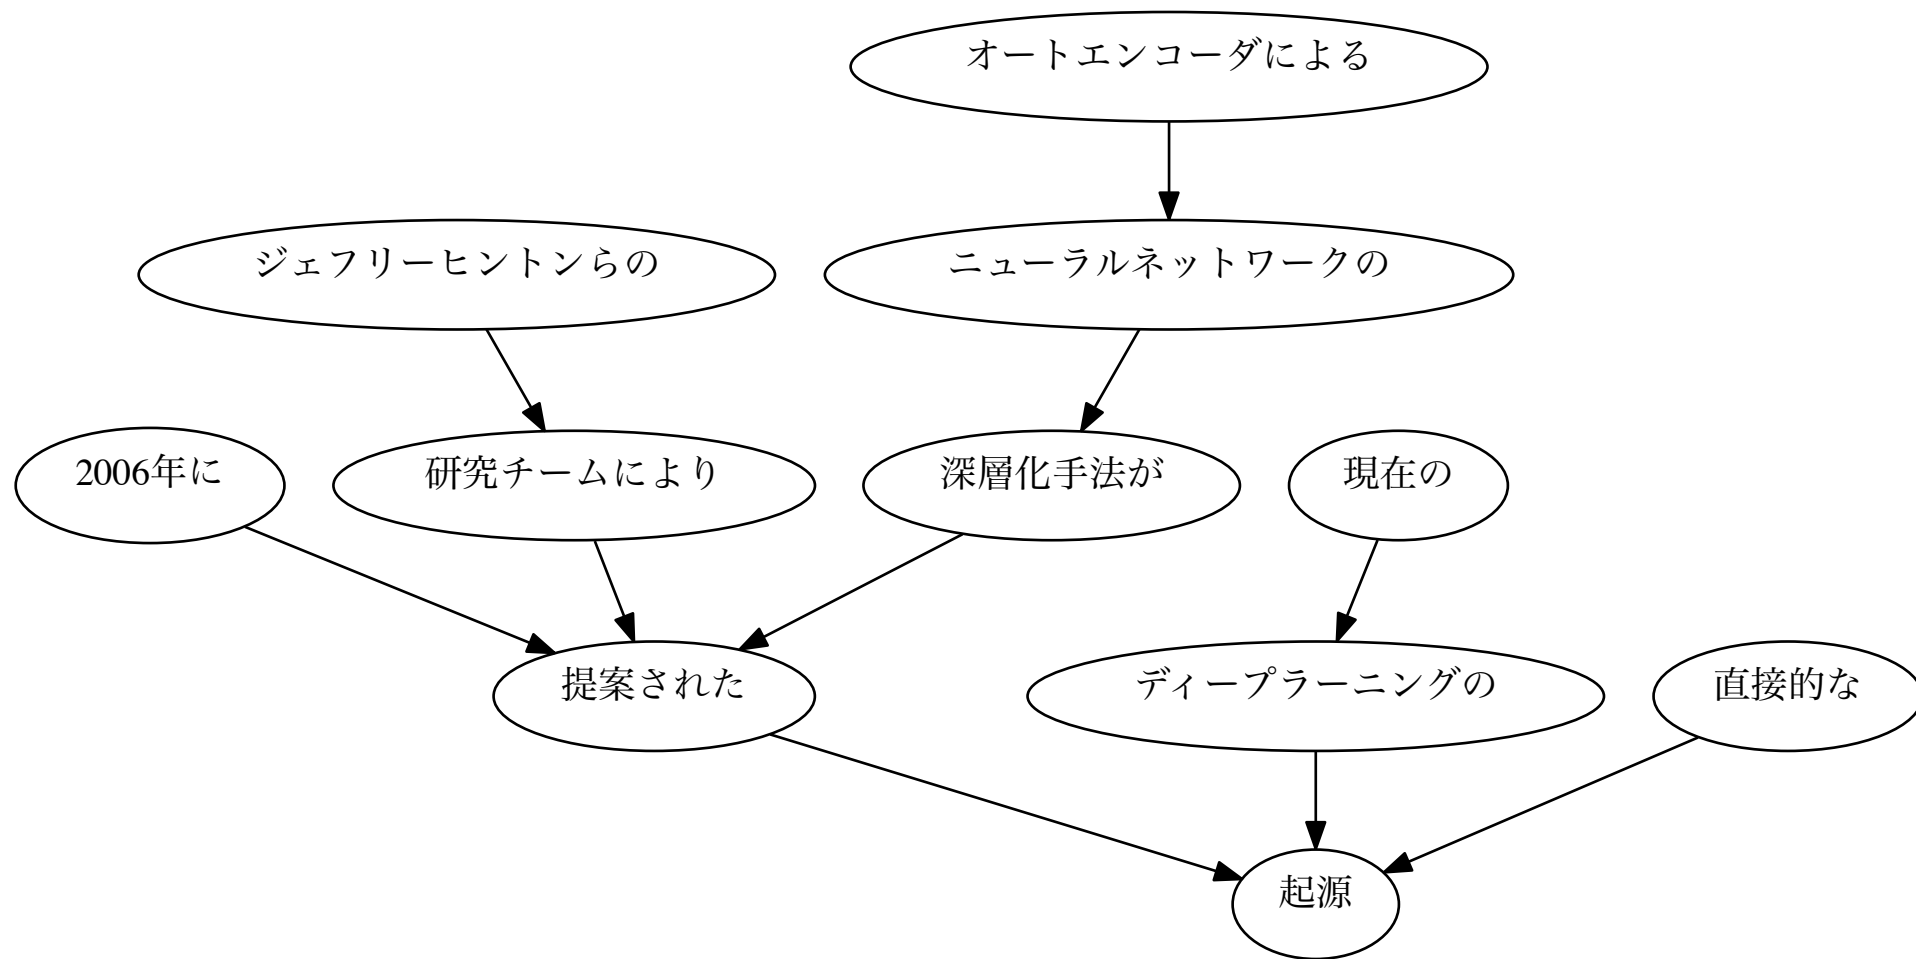 オートエンコーダによる
ジェフリーヒントンらの
ニューラルネットワークの
2006年に
研究チームにより
深層化手法が
現在の
提案された
ディープラーニングの
直接的な
起源